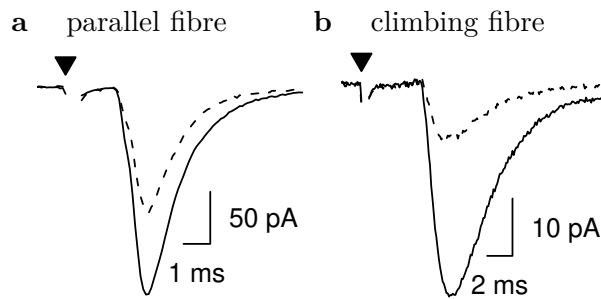 a parallel fibre
b climbing fibre
50 pA
1 ms
10 pA
2 ms